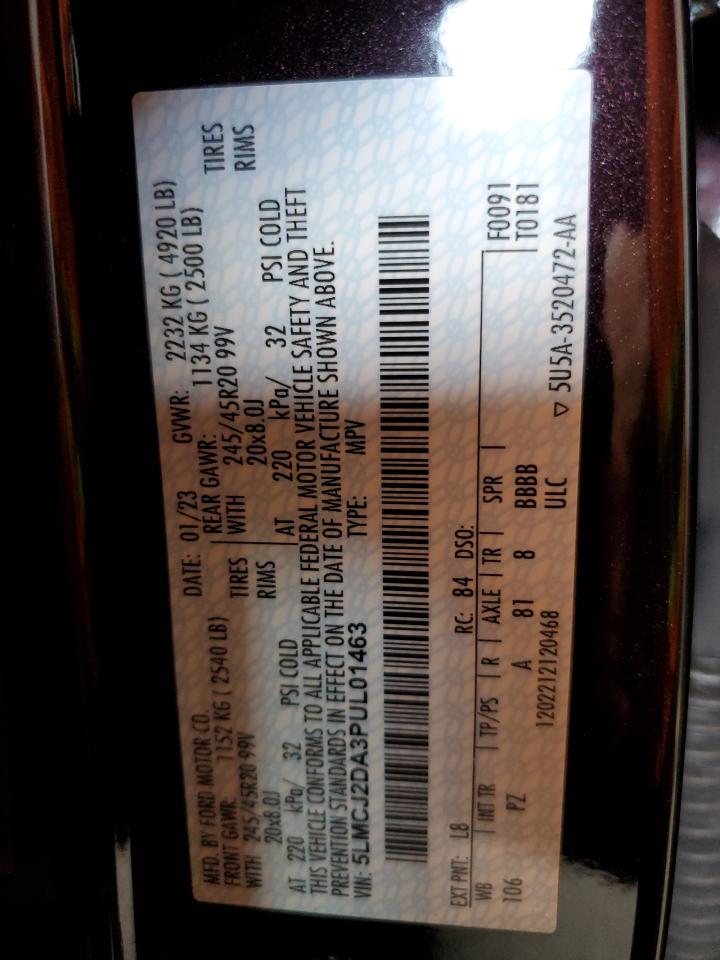 MFD. BY FORD MOTOR CO.
DATE: 01/23 GVWR: 2232 KG ( 4920 LB)
FRONT GAWR: 1152 KG ( 2540 LB) REAR GAWR: 1134 KG ( 2500 LB)
WITH 245/45R20 99V TIRES WITH 245/45R20 99V TIRES
20x8.0J RIMS 20x8.0J RIMS
AT 220 kPa/ 32 PSI COLD AT 220 kPa/ 32 PSI COLD
THIS VEHICLE CONFORMS TO ALL APPLICABLE FEDERAL MOTOR VEHICLE SAFETY AND THEFT
PREVENTION STANDARDS IN EFFECT ON THE DATE OF MANUFACTURE SHOWN ABOVE.
VIN: 5LMCJ2DA3PUL01463 TYPE: MPV
EXT PNT: L8 RC: 84 DSO:
WB INT TR TP/PS R AXLE TR SPR F0091
106 PZ A 81 8 BBBB T0181
1202212120468 ULC
▽ 5U5A-3520472-AA